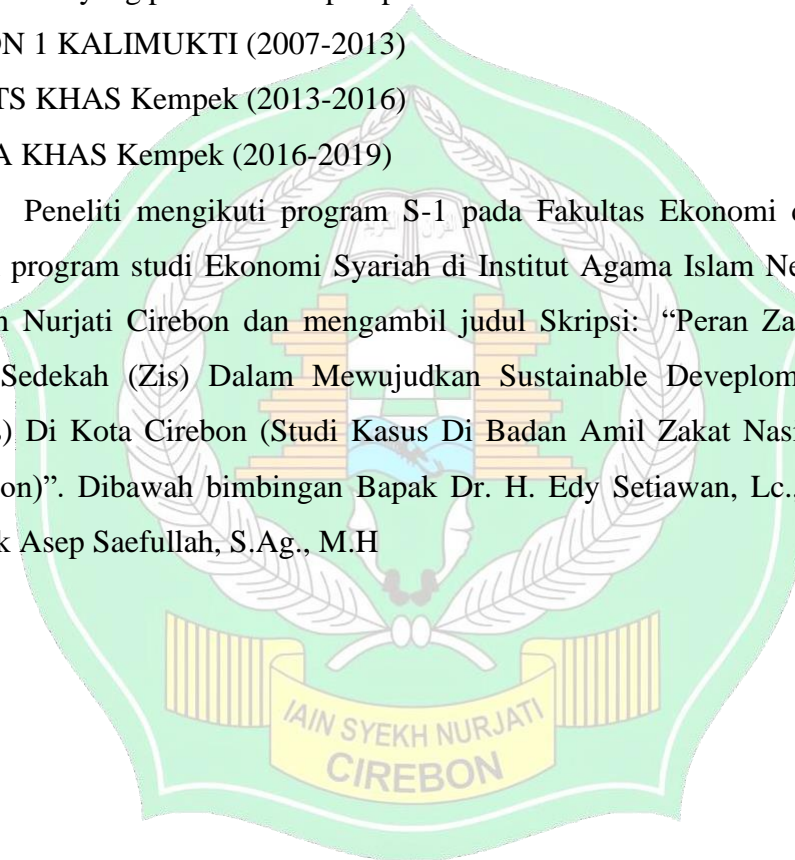 yang
N 1 KALIMUKTI (2007-2013)
TS KHAS Kempek (2013-2016)
A KHAS Kempek (2016-2019)
Peneliti mengikuti program S-1 pada Fakultas Ekonomi
program studi Ekonomi Syariah di Institut Agama Islam Ne
Nurjati Cirebon dan mengambil judul Skripsi: “Peran Za
Sedekah (Zis) Dalam Mewujudkan Sustainable Deveplom
) Di Kota Cirebon (Studi Kasus Di Badan Amil Zakat Nasi
on)”. Dibawah bimbingan Bapak Dr. H. Edy Setiawan, Lc.,
k Asep Saefullah, S.Ag., M.H
IAIN SYEKH NURJATI
CIREBON